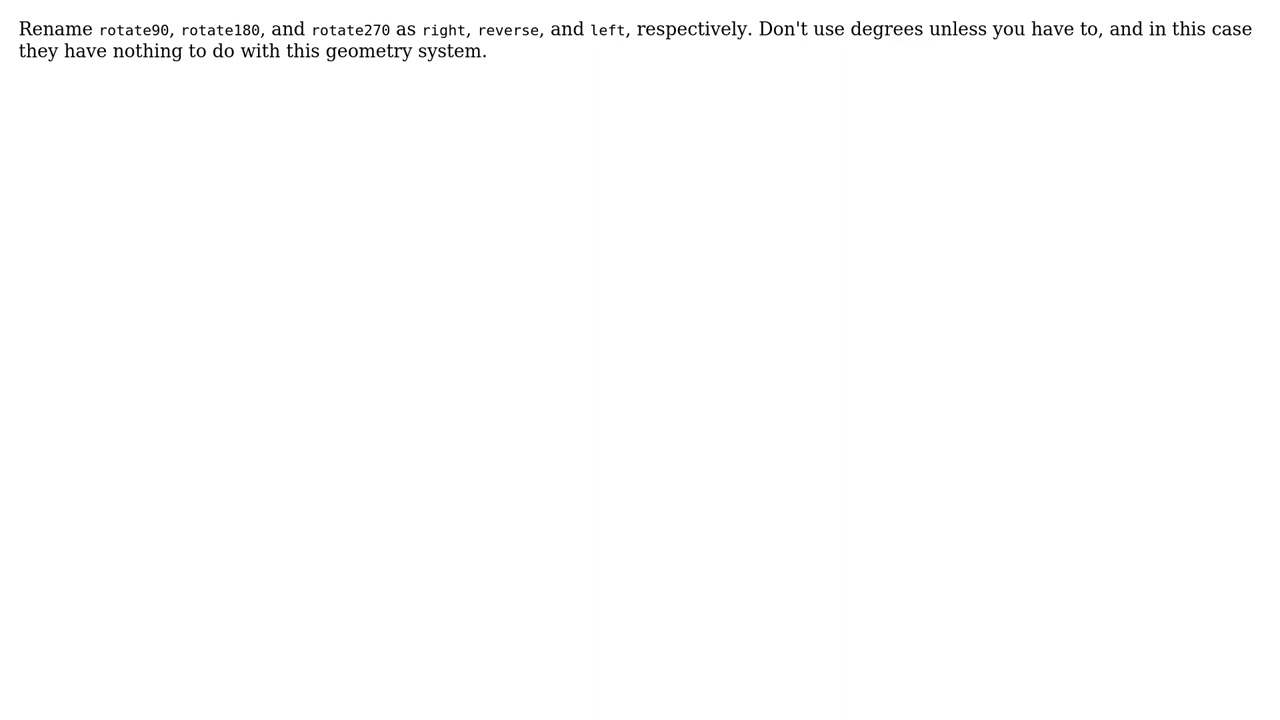 Rename rotate90, rotate180, and rotate270 as right, reverse, and left, respectively. Don't use degrees unless you have to, and in this case
they have nothing to do with this geometry system.